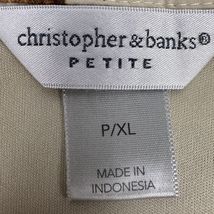 christopher & banks®
PETITE
P/XL
MADE IN
INDONESIA